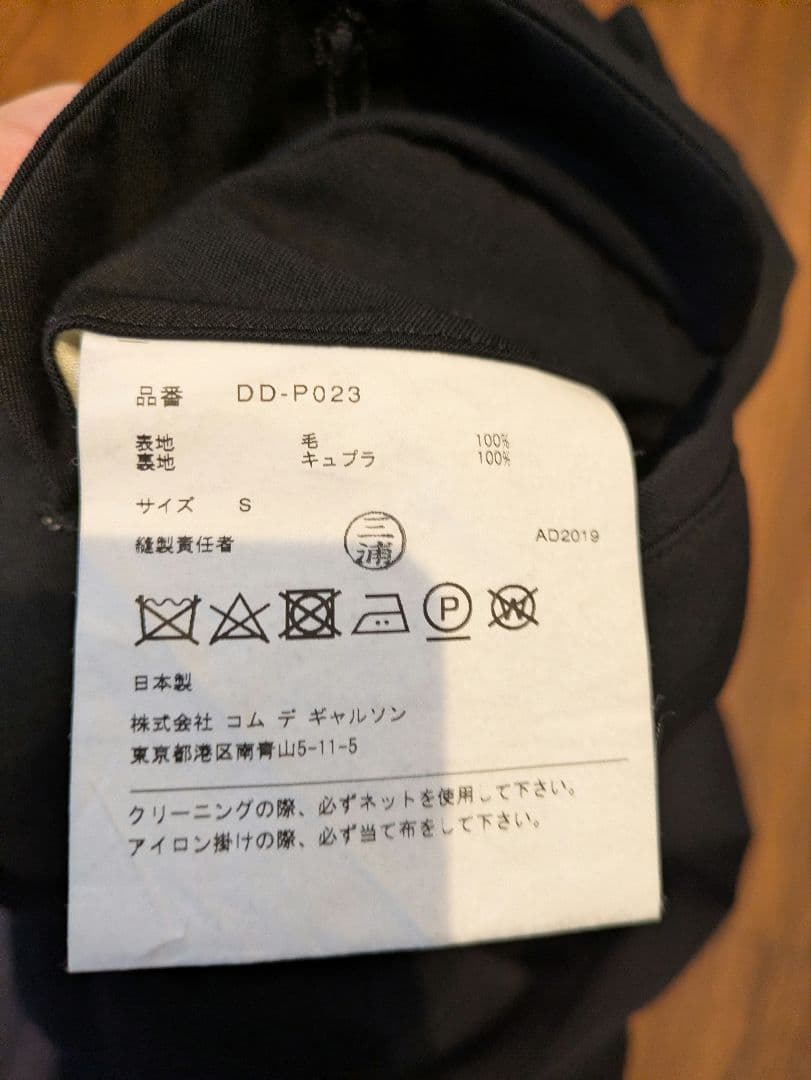 品番 DD-P023
表地 毛 100%
裏地 キュプラ 100%
サイズ S
縫製責任者 三浦 AD2019
P W
日本製
株式会社 コム デ ギャルソン
東京都港区南青山5-11-5
クリーニングの際、必ずネットを使用して下さい。
アイロン掛けの際、必ず当て布をして下さい。